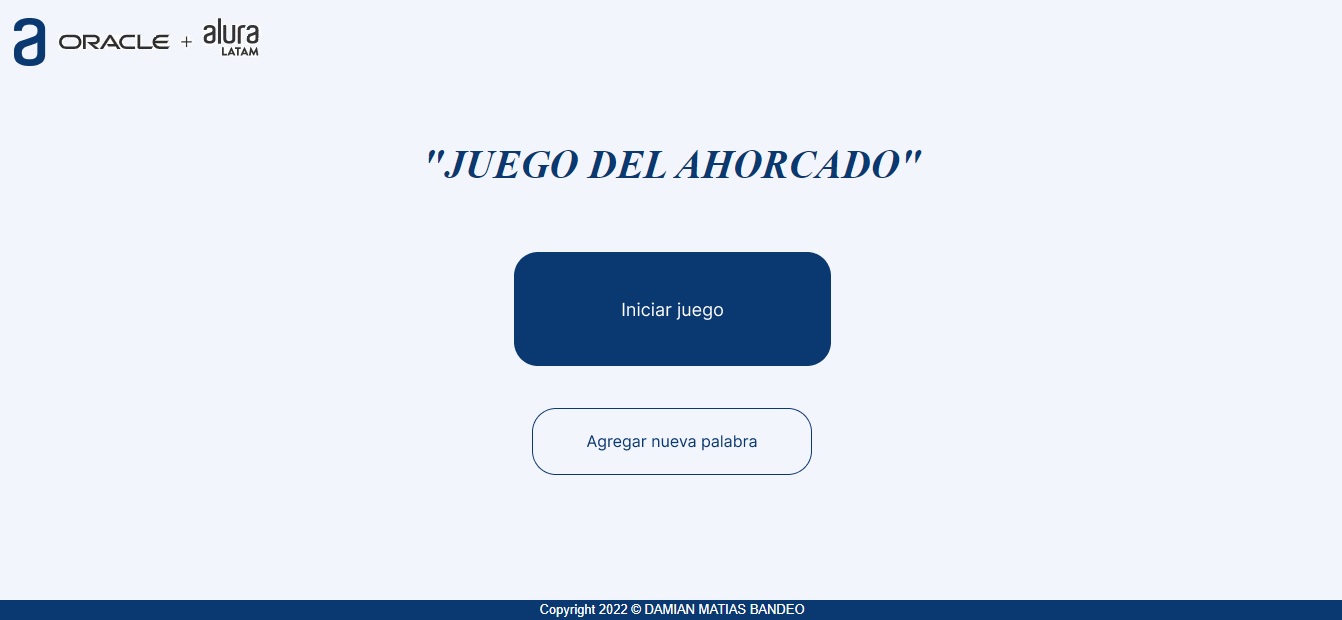 a ORACLE + alura
LATAM
"JUEGO DEL AHORCADO"
Iniciar juego
Agregar nueva palabra
Copyright 2022 © DAMIAN MATIAS BANDEO